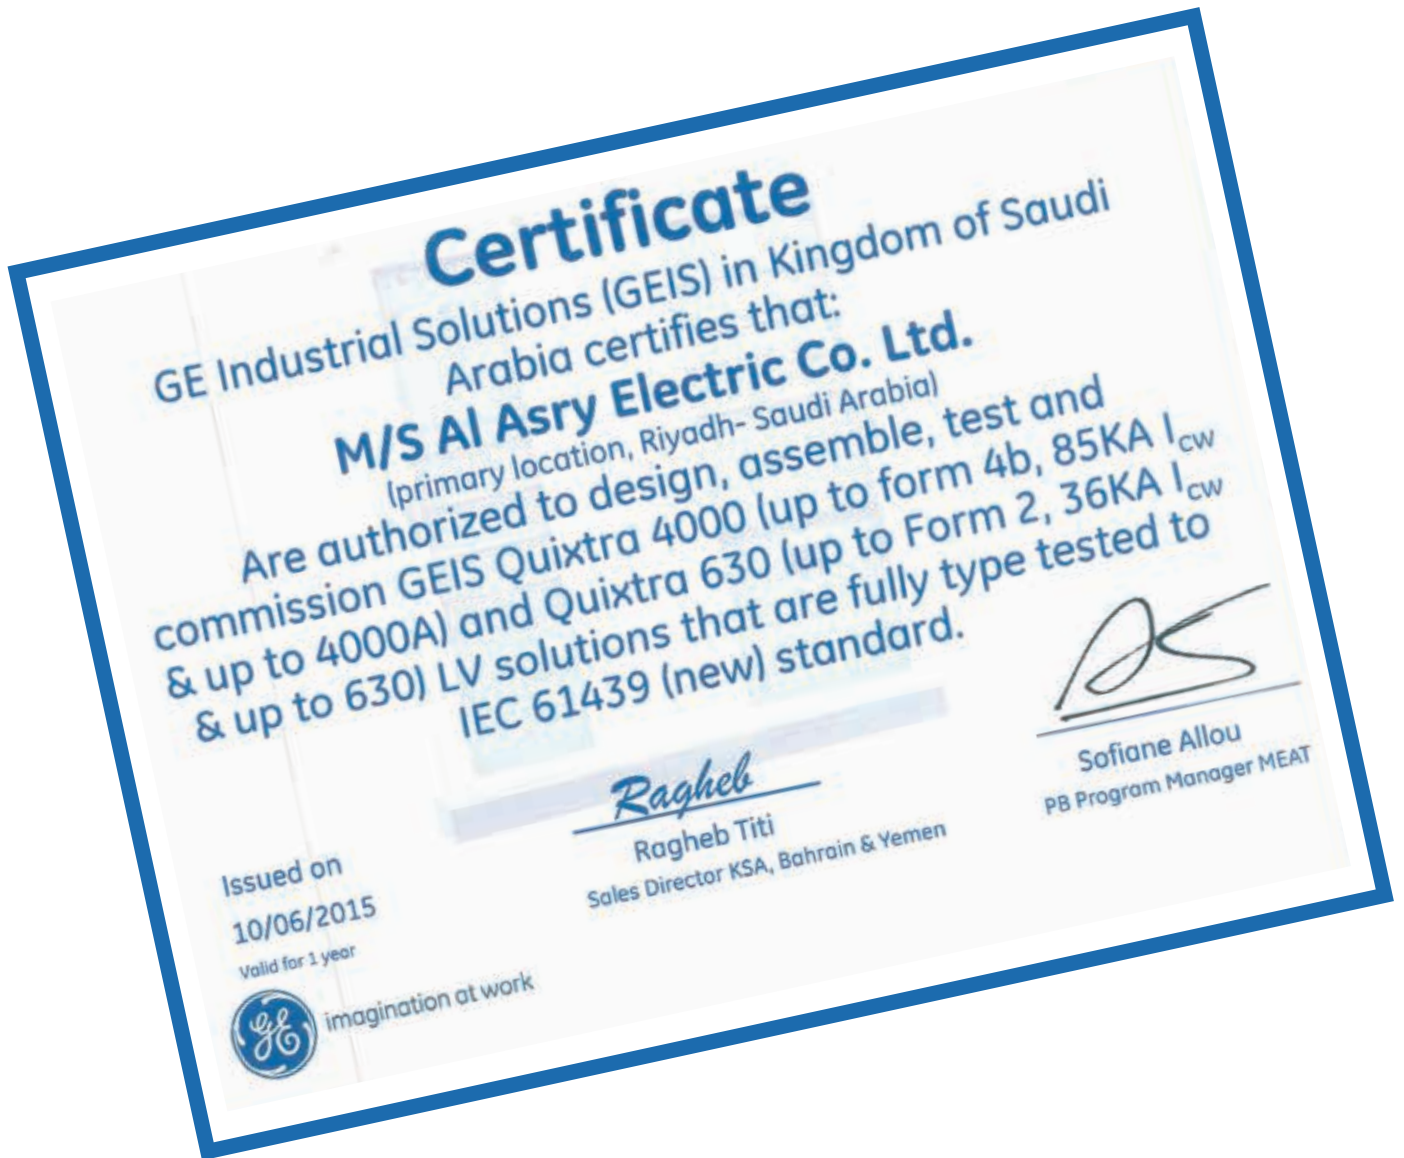 Certificate
GE Industrial Solutions (GEIS) in Kingdom of Saudi
Arabia certifies that:
M/S Al Asry Electric Co. Ltd.
(primary location, Riyadh- Saudi Arabia)
Are authorized to design, assemble, test and
commission GEIS Quixtra 4000 (up to form 4b, 85KA Icw
& up to 4000A) and Quixtra 630 (up to Form 2, 36KA Icw
& up to 630) LV solutions that are fully type tested to
IEC 61439 (new) standard.
Ragheb
Ragheb Titi
Sales Director KSA, Bahrain & Yemen
Sofiane Allou
PB Program Manager MEAT
Issued on
10/06/2015
Valid for 1 year
GE
imagination at work